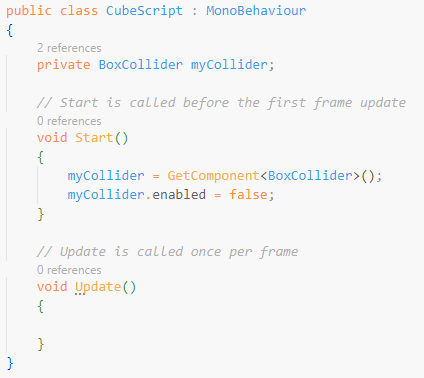 public class CubeScript : MonoBehaviour
{
2 references
private BoxCollider myCollider;
// Start is called before the first frame update
0 references
void Start()
{
myCollider = GetComponent<BoxCollider>();
myCollider.enabled = false;
}
// Update is called once per frame
0 references
void Update()
{
}
}